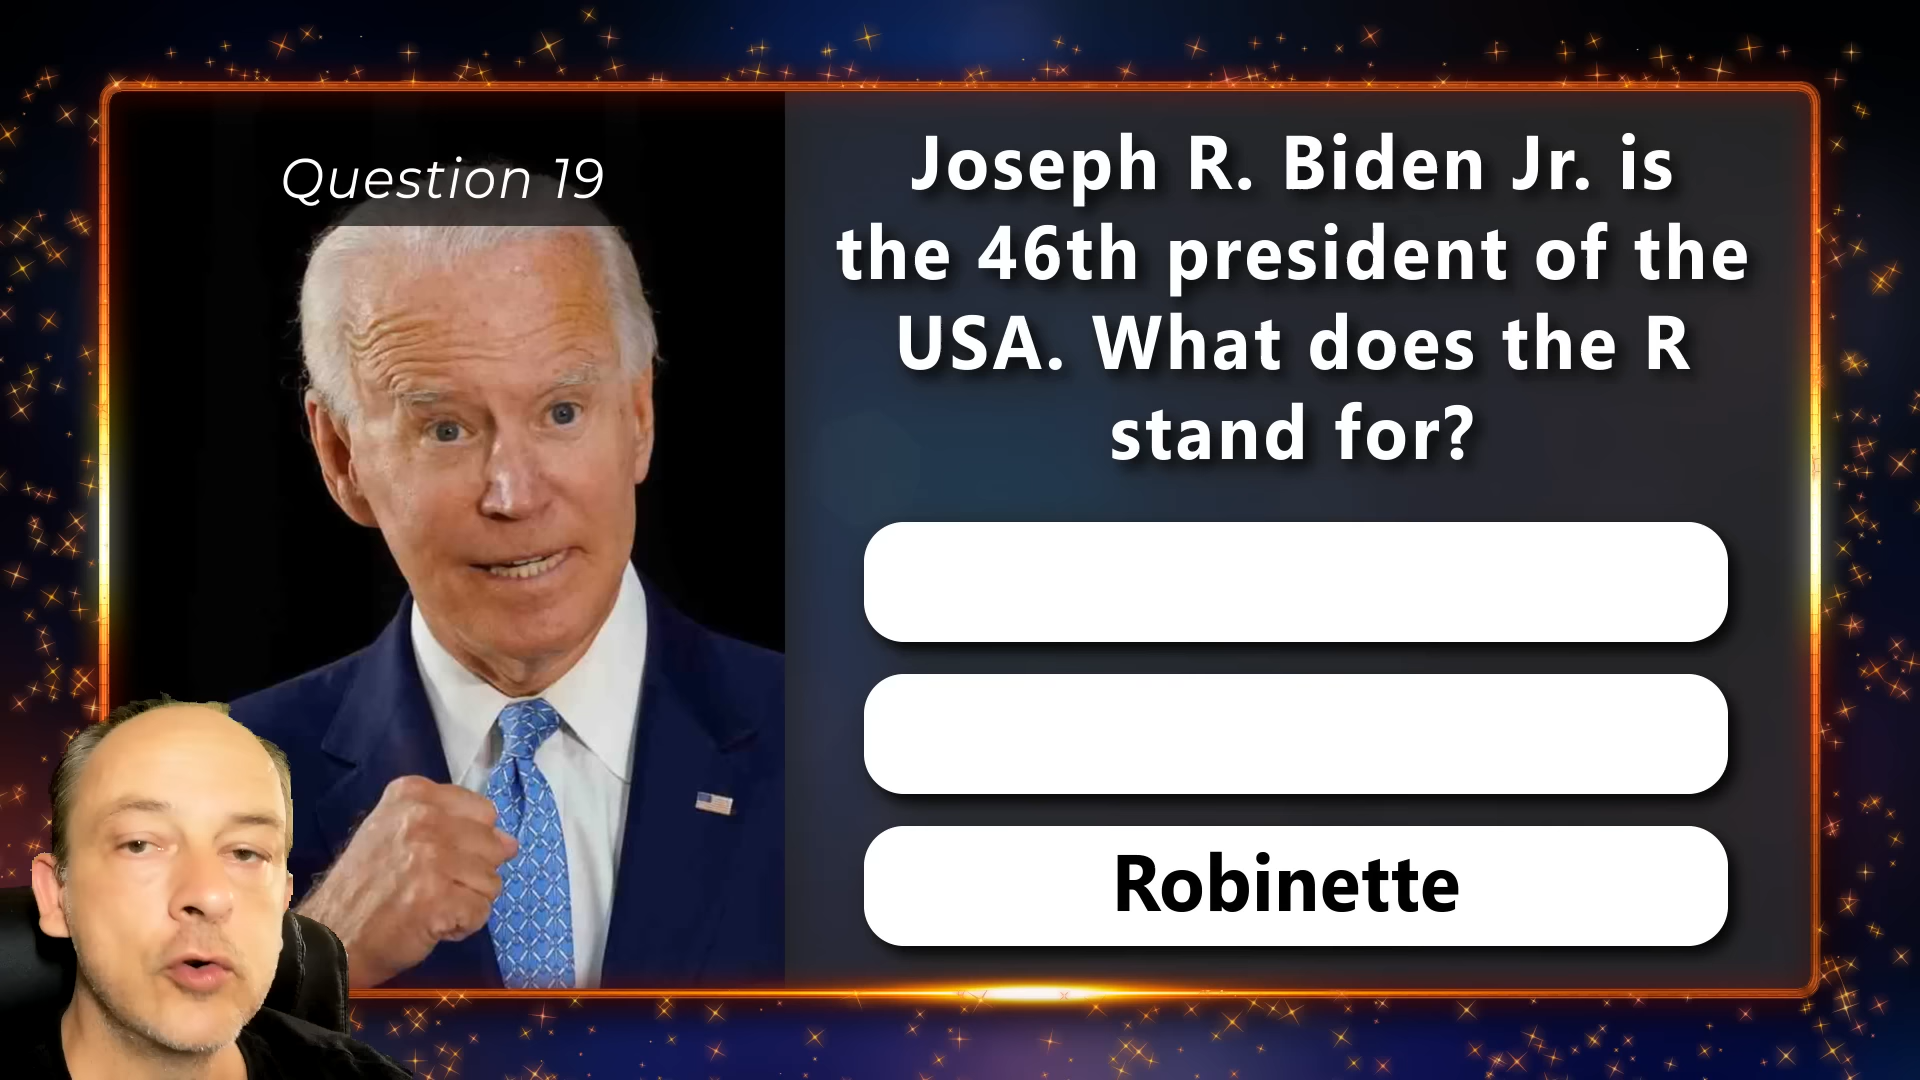 Question 19
Joseph R. Biden Jr. is
the 46th president of the
USA. What does the R
stand for?
Robinette